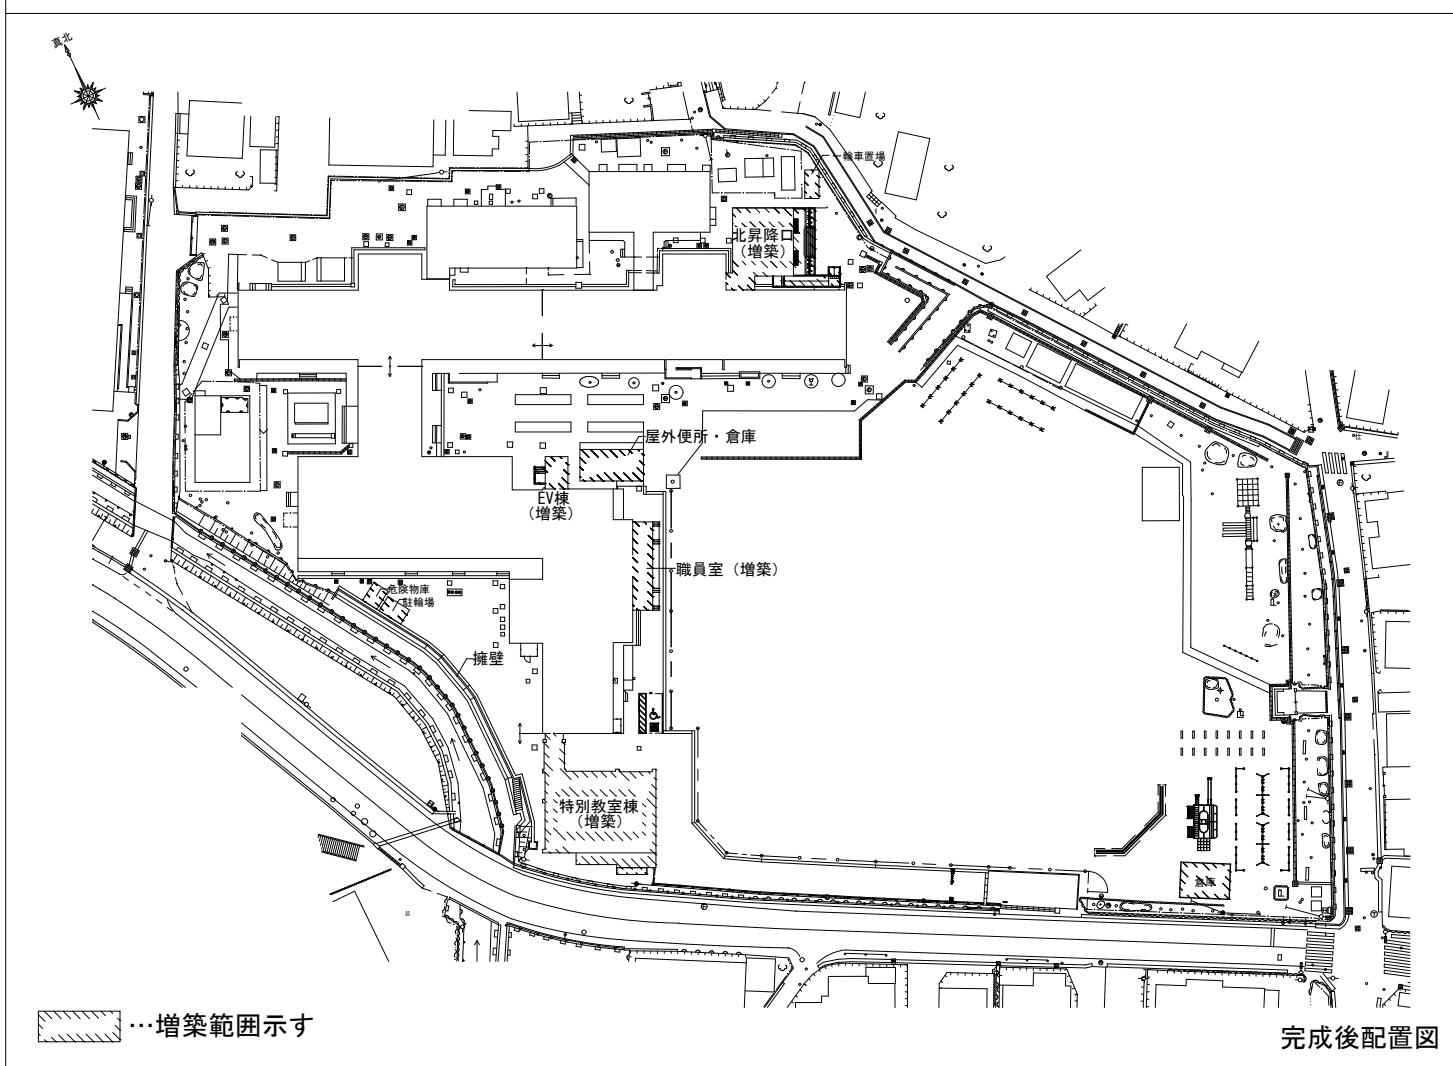 真北
輪車置場
北昇降口
（増築）
屋外便所・倉庫
EV棟
（増築）
職員室（増築）
危険物庫
駐輪場
擁壁
特別教室棟
（増築）
倉庫
P
…増築範囲示す
完成後配置図